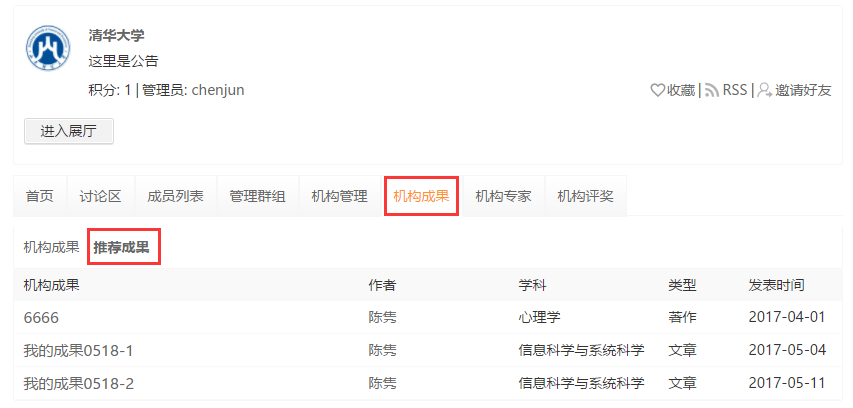 清华大学
这里是公告
积分: 1 | 管理员: chenjun
收藏 | RSS | 邀请好友
进入展厅
首页 讨论区 成员列表 管理群组 机构管理 机构成果 机构专家 机构评奖
机构成果 推荐成果
机构成果 作者 学科 类型 发表时间
6666 陈隽 心理学 著作 2017-04-01
我的成果0518-1 陈隽 信息科学与系统科学 文章 2017-05-04
我的成果0518-2 陈隽 信息科学与系统科学 文章 2017-05-11